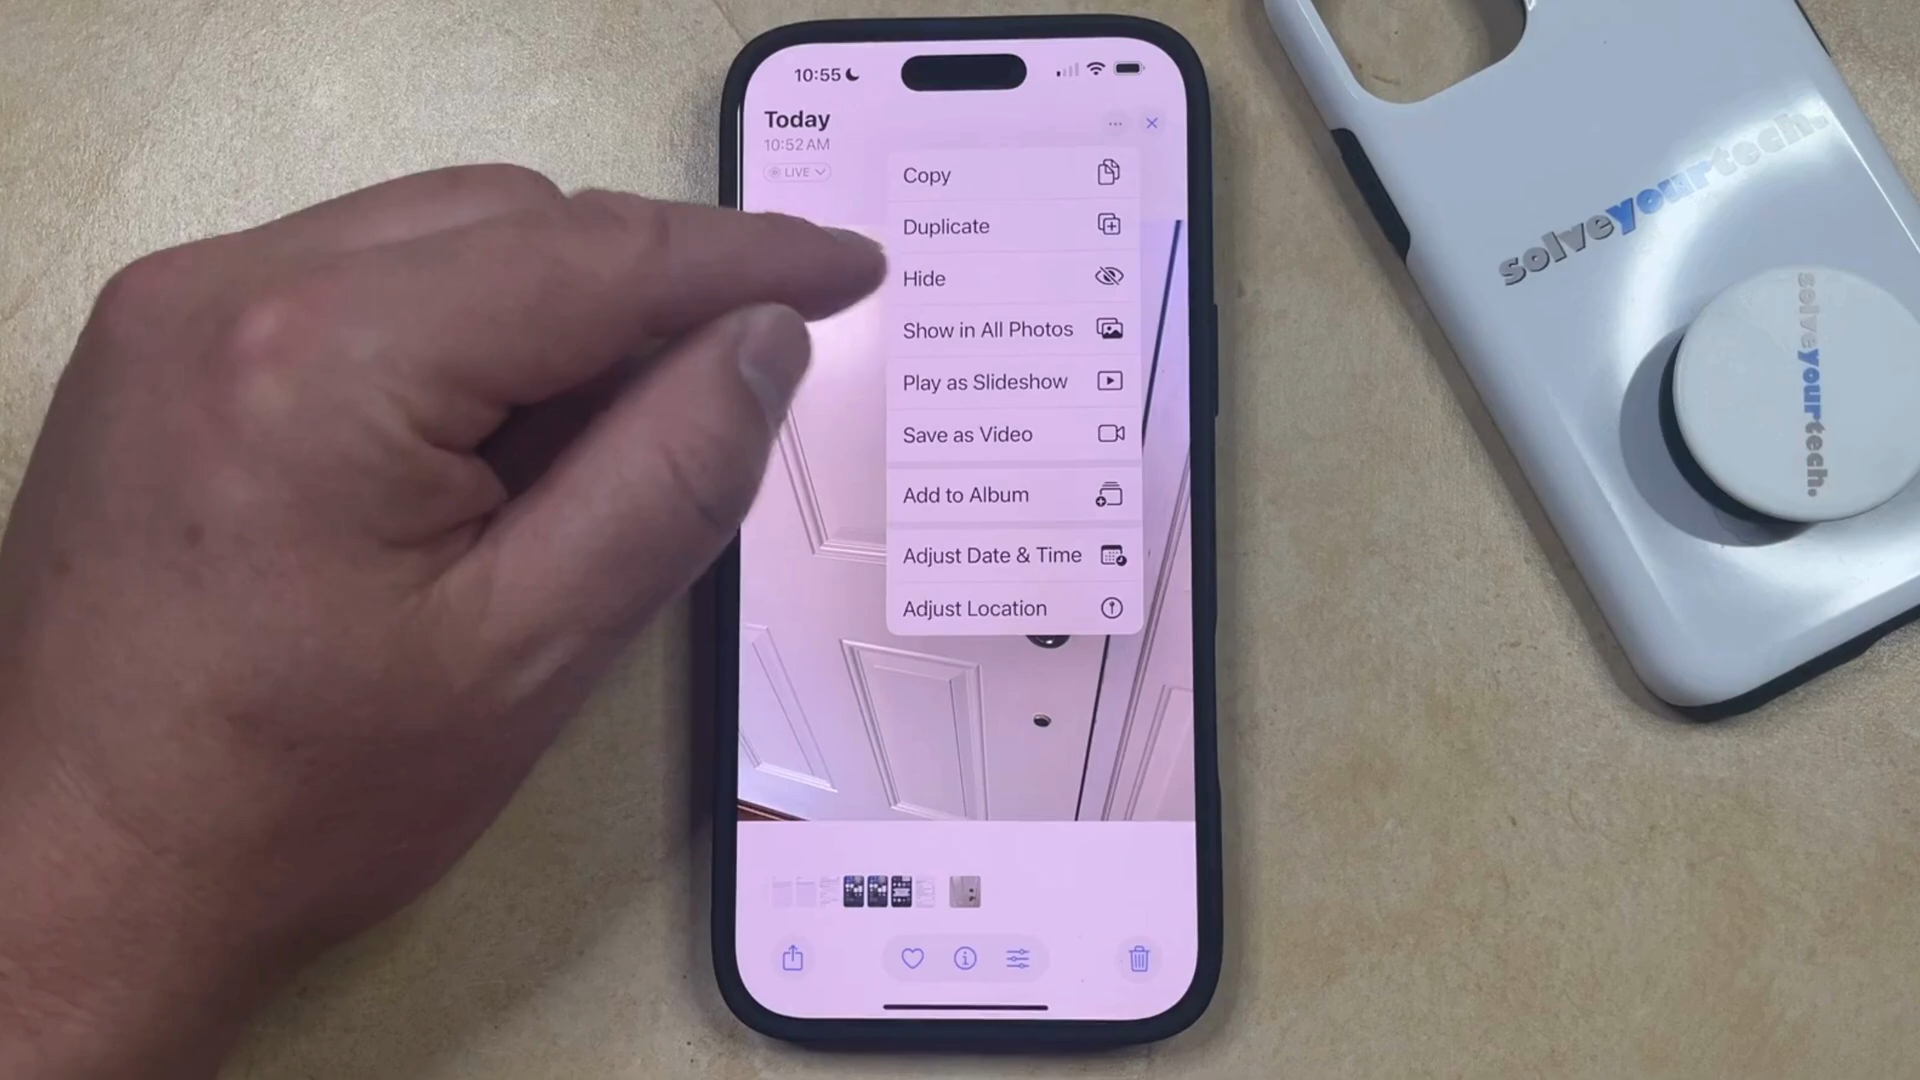 10:55
Today
10:52 AM
LIVE
Copy
Duplicate
Hide
Show in All Photos
Play as Slideshow
Save as Video
Add to Album
Adjust Date & Time
Adjust Location
solveyourtech.
solveyourtech.